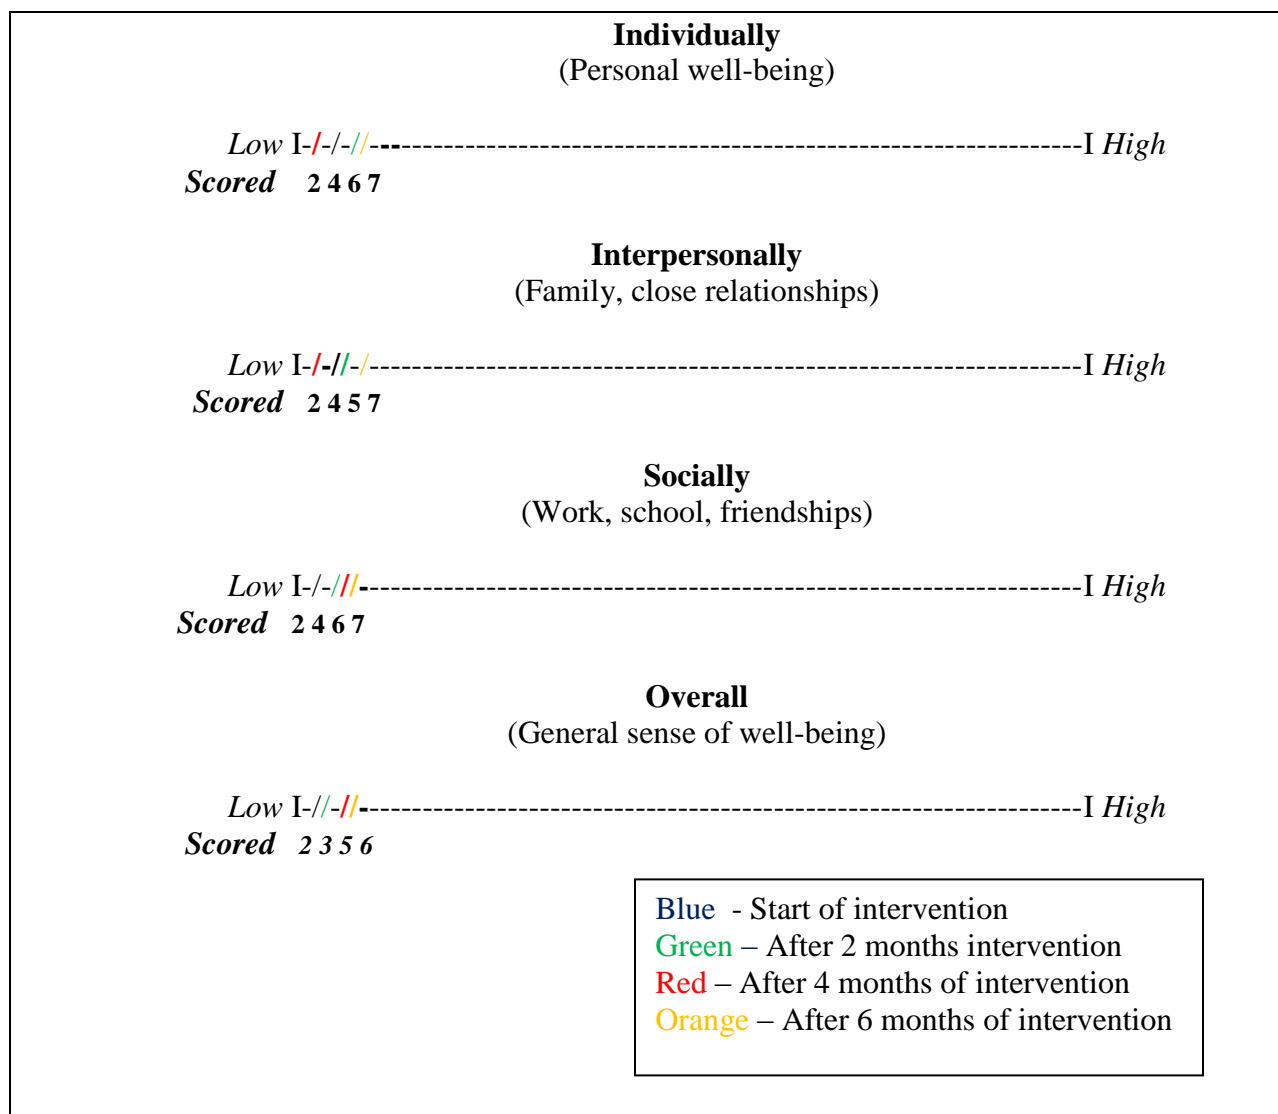 Individually
(Personal well-being)
Low I-/-/-//-----------------------------------------------------------------------I High
Scored 2 4 6 7
Interpersonally
(Family, close relationships)
Low I-/-//-/--------------------------------------------------------------------I High
Scored 2 4 5 7
Socially
(Work, school, friendships)
Low I-/-///---------------------------------------------------------------------I High
Scored 2 4 6 7
Overall
(General sense of well-being)
Low I-//-//---------------------------------------------------------------------I High
Scored 2 3 5 6
Blue - Start of intervention
Green – After 2 months intervention
Red – After 4 months of intervention
Orange – After 6 months of intervention